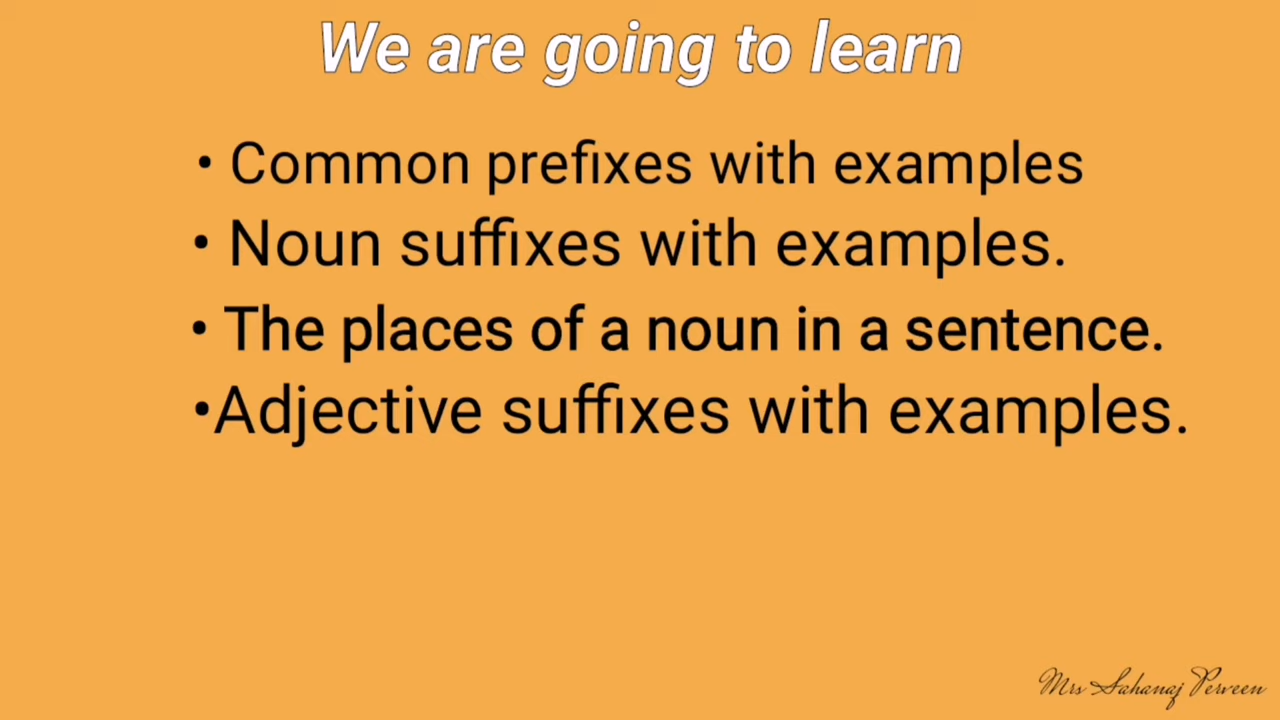 We are going to learn
• Common prefixes with examples
• Noun suffixes with examples.
• The places of a noun in a sentence.
•Adjective suffixes with examples.
Mrs Sahanaj Perveen